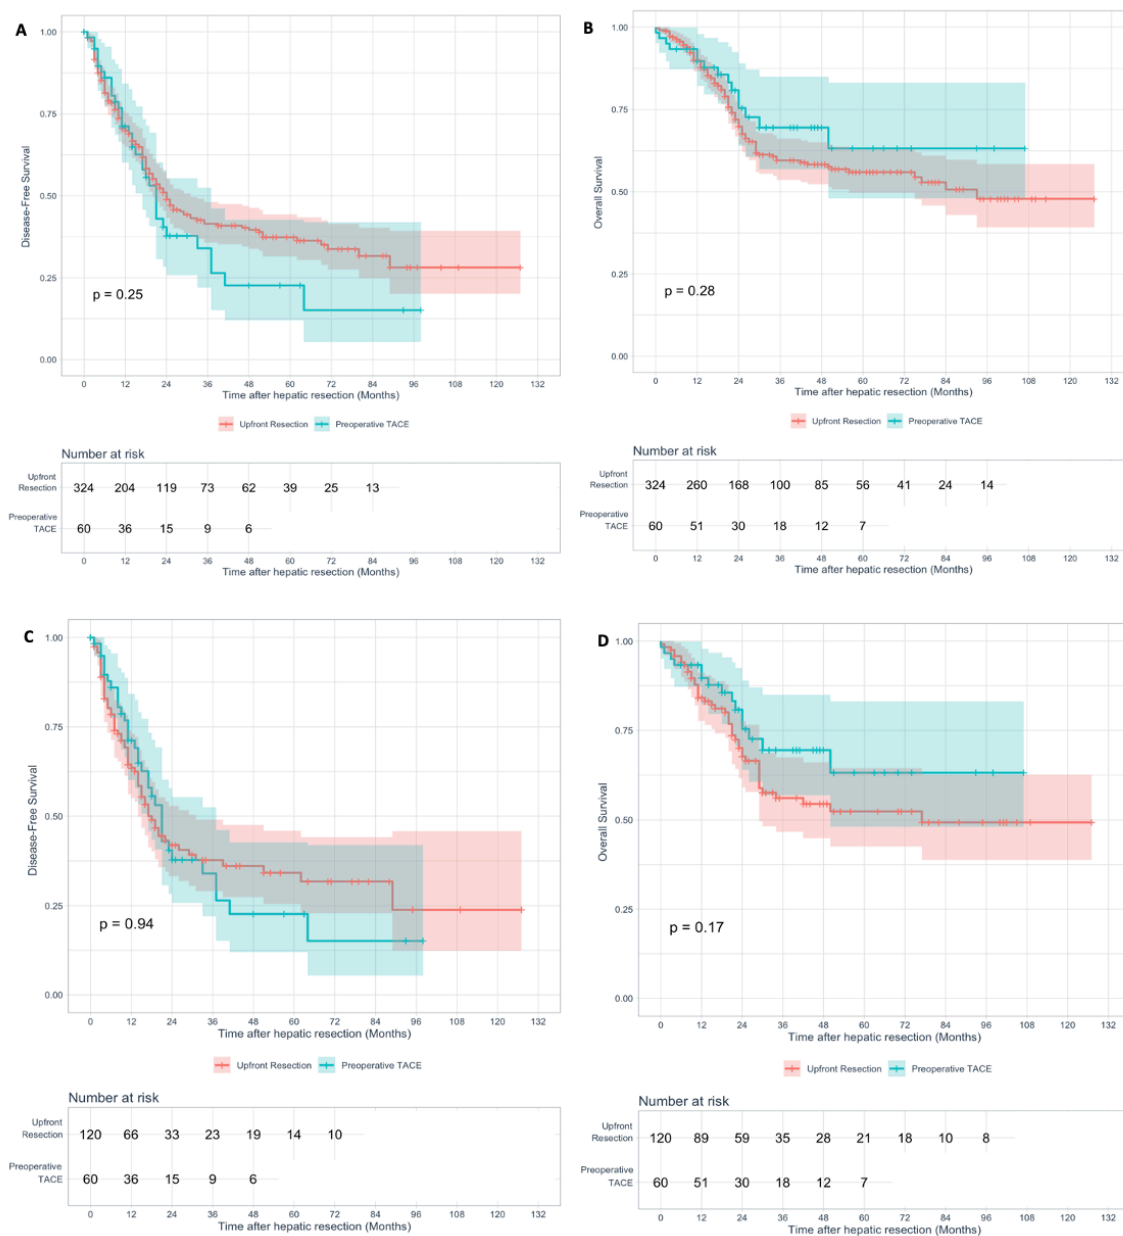 A
1.00
0.75
0.50
0.25
0.00
Disease-Free Survival
p = 0.25
0 12 24 36 48 60 72 84 96 108 120 132
Time after hepatic resection (Months)
Upfront Resection Preoperative TACE
Number at risk
Upfront
Resection
324 204 119 73 62 39 25 13
Preoperative
TACE
60 36 15 9 6
0 12 24 36 48 60 72 84 96 108 120 132
Time after hepatic resection (Months)
B
1.00
0.75
0.50
0.25
0.00
Overall Survival
p = 0.28
0 12 24 36 48 60 72 84 96 108 120 132
Time after hepatic resection (Months)
Upfront Resection Preoperative TACE
Number at risk
Upfront
Resection
324 260 168 100 85 56 41 24 14
Preoperative
TACE
60 51 30 18 12 7
0 12 24 36 48 60 72 84 96 108 120 132
Time after hepatic resection (Months)
C
1.00
0.75
0.50
0.25
0.00
Disease-Free Survival
p = 0.94
0 12 24 36 48 60 72 84 96 108 120 132
Time after hepatic resection (Months)
Upfront Resection Preoperative TACE
Number at risk
Upfront
Resection
120 66 33 23 19 14 10
Preoperative
TACE
60 36 15 9 6
0 12 24 36 48 60 72 84 96 108 120 132
Time after hepatic resection (Months)
D
1.00
0.75
0.50
0.25
0.00
Overall Survival
p = 0.17
0 12 24 36 48 60 72 84 96 108 120 132
Time after hepatic resection (Months)
Upfront Resection Preoperative TACE
Number at risk
Upfront
Resection
120 89 59 35 28 21 18 10 8
Preoperative
TACE
60 51 30 18 12 7
0 12 24 36 48 60 72 84 96 108 120 132
Time after hepatic resection (Months)